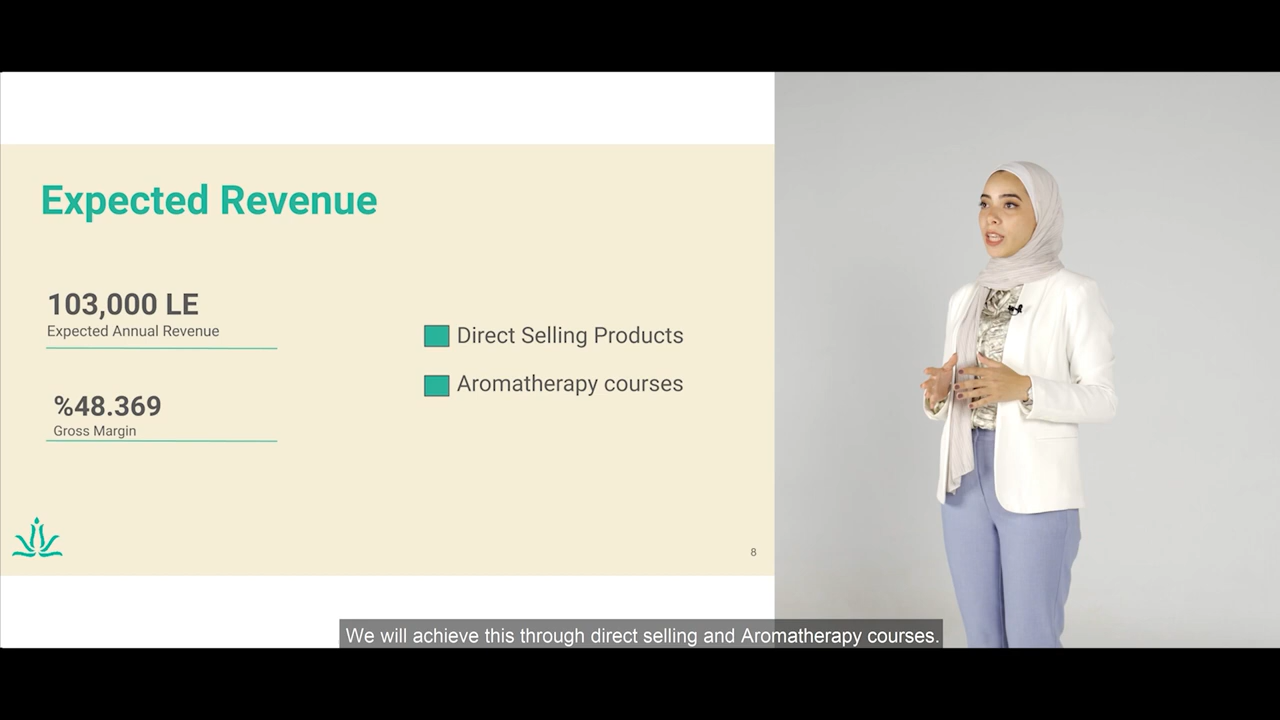 Expected Revenue
103,000 LE
Expected Annual Revenue
%48.369
Gross Margin
Direct Selling Products
Aromatherapy courses
8
We will achieve this through direct selling and Aromatherapy courses.